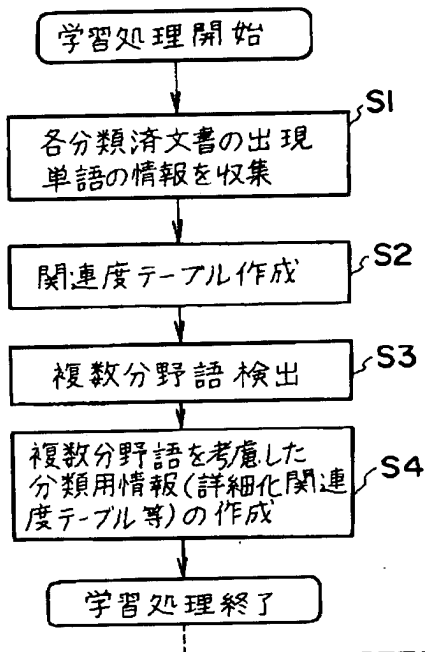 学習処理開始
S1
各分類済文書の出現
単語の情報を収集
S2
関連度テーブル作成
S3
複数分野語検出
S4
複数分野語を考慮した
分類用情報(詳細化関連
度テーブル等)の作成
学習処理終了